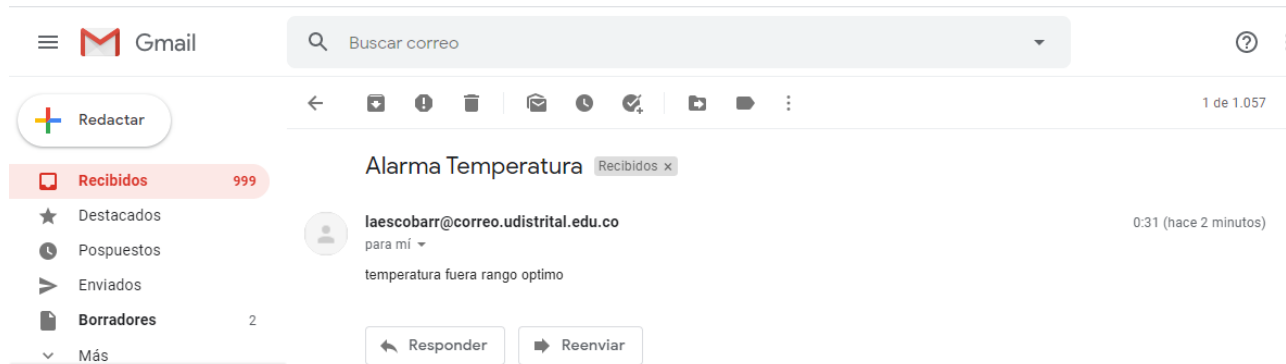 Gmail
Buscar correo
Redactar
1 de 1.057
Alarma Temperatura Recibidos x
Recibidos 999
laescobarr@correo.udistrital.edu.co 0:31 (hace 2 minutos)
Destacados
para mí
Pospuestos
temperatura fuera rango optimo
Enviados
Borradores 2
Responder Reenviar
Más